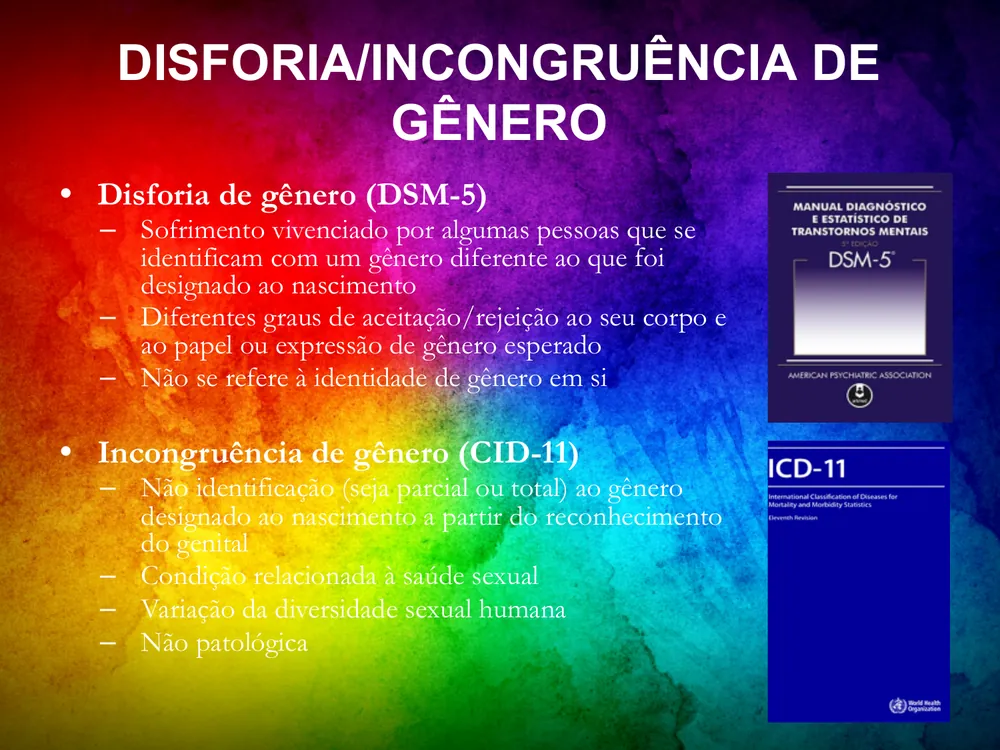 DISFORIA/INCONGRUÊNCIA DE
GÊNERO
• Disforia de gênero (DSM-5)
– Sofrimento vivenciado por algumas pessoas que se
identificam com um gênero diferente ao que foi
designado ao nascimento
– Diferentes graus de aceitação/rejeição ao seu corpo e
ao papel ou expressão de gênero esperado
– Não se refere à identidade de gênero em si
• Incongruência de gênero (CID-11)
– Não identificação (seja parcial ou total) ao gênero
designado ao nascimento a partir do reconhecimento
do genital
– Condição relacionada à saúde sexual
– Variação da diversidade sexual humana
– Não patológica
MANUAL DIAGNÓSTICO
E ESTATÍSTICO DE
TRANSTORNOS MENTAIS
5ª EDIÇÃO
DSM-5®
AMERICAN PSYCHIATRIC ASSOCIATION
ICD-11
International Classification of Diseases for
Mortality and Morbidity Statistics
Eleventh Revision
World Health
Organization